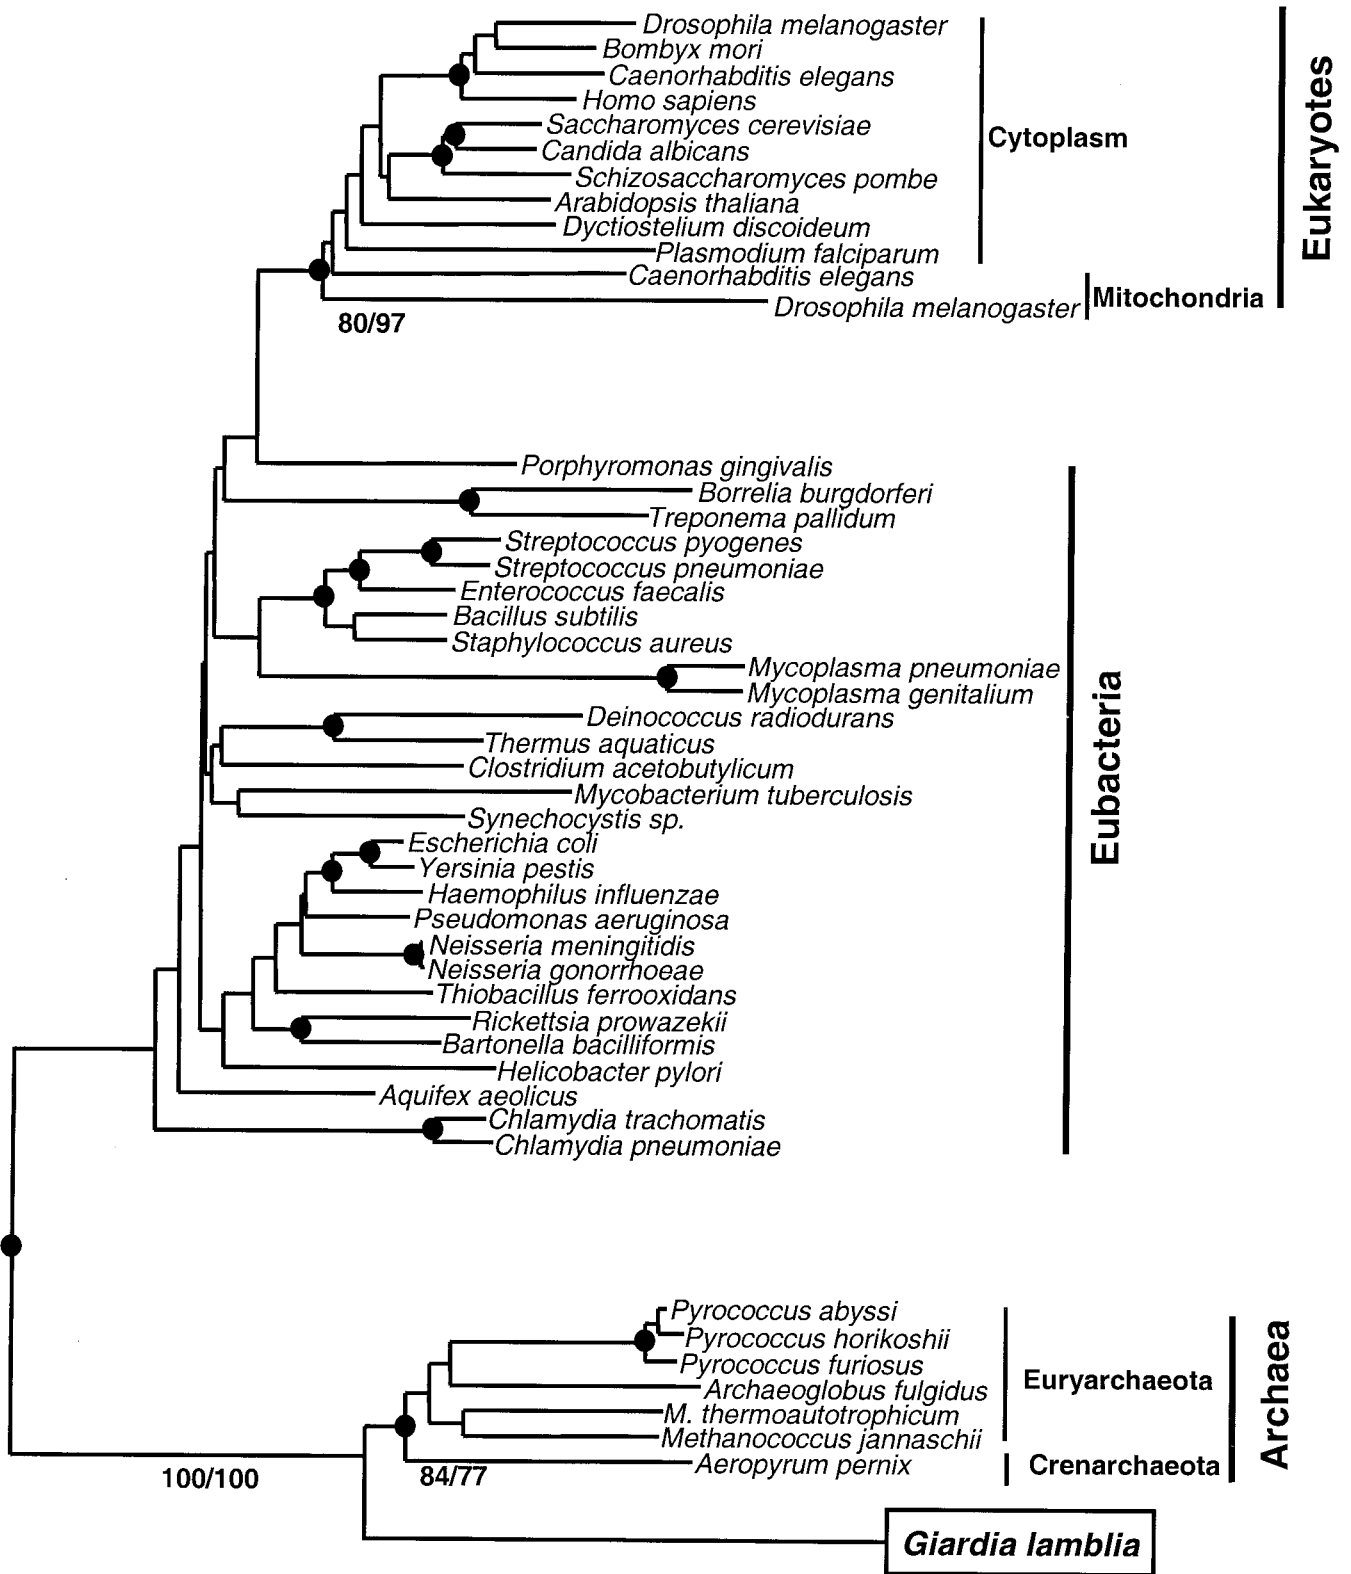 Drosophila melanogaster
Bombyx mori
Caenorhabditis elegans
Homo sapiens
Saccharomyces cerevisiae
Candida albicans
Schizosaccharomyces pombe
Arabidopsis thaliana
Dyctiostelium discoideum
Plasmodium falciparum
Cytoplasm
Caenorhabditis elegans
Drosophila melanogaster
Mitochondria
Eukaryotes
80/97
Porphyromonas gingivalis
Borrelia burgdorferi
Treponema pallidum
Streptococcus pyogenes
Streptococcus pneumoniae
Enterococcus faecalis
Bacillus subtilis
Staphylococcus aureus
Mycoplasma pneumoniae
Mycoplasma genitalium
Deinococcus radiodurans
Thermus aquaticus
Clostridium acetobutylicum
Mycobacterium tuberculosis
Synechocystis sp.
Escherichia coli
Yersinia pestis
Haemophilus influenzae
Pseudomonas aeruginosa
Neisseria meningitidis
Neisseria gonorrhoeae
Thiobacillus ferrooxidans
Rickettsia prowazekii
Bartonella bacilliformis
Helicobacter pylori
Aquifex aeolicus
Chlamydia trachomatis
Chlamydia pneumoniae
Eubacteria
Pyrococcus abyssi
Pyrococcus horikoshii
Pyrococcus furiosus
Archaeoglobus fulgidus
M. thermoautotrophicum
Methanococcus jannaschii
Euryarchaeota
Aeropyrum pernix
Crenarchaeota
Archaea
100/100
84/77
Giardia lamblia